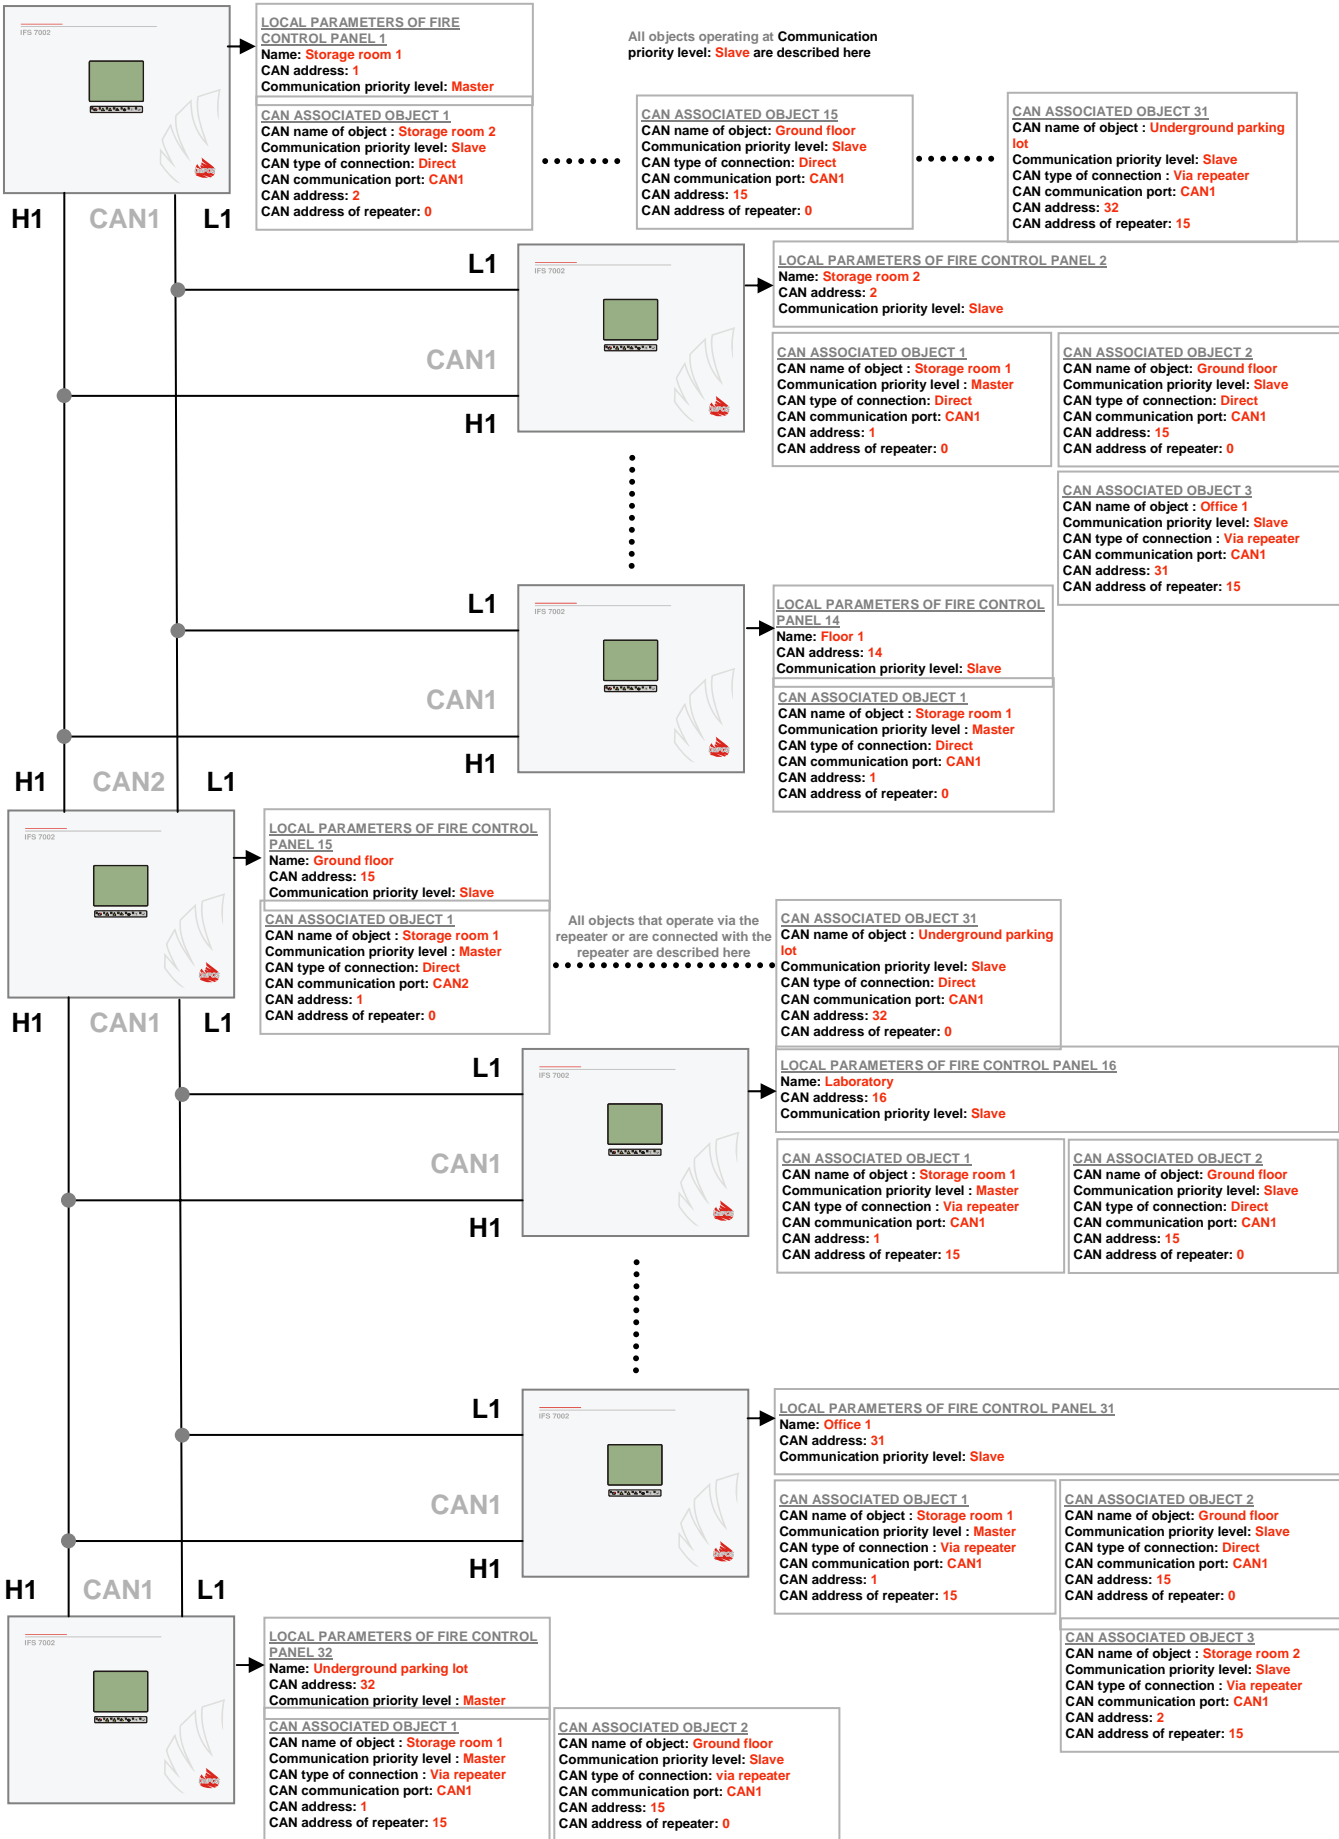 IFS 7002
LOCAL PARAMETERS OF FIRE
CONTROL PANEL 1
Name: Storage room 1
CAN address: 1
Communication priority level: Master
All objects operating at Communication
priority level: Slave are described here
CAN ASSOCIATED OBJECT 1
CAN name of object : Storage room 2
Communication priority level: Slave
CAN type of connection: Direct
CAN communication port: CAN1
CAN address: 2
CAN address of repeater: 0
CAN ASSOCIATED OBJECT 15
CAN name of object: Ground floor
Communication priority level: Slave
CAN type of connection: Direct
CAN communication port: CAN1
CAN address: 15
CAN address of repeater: 0
CAN ASSOCIATED OBJECT 31
CAN name of object : Underground parking
lot
Communication priority level: Slave
CAN type of connection : Via repeater
CAN communication port: CAN1
CAN address: 32
CAN address of repeater: 15
H1 CAN1 L1
L1
CAN1
H1
IFS 7002
LOCAL PARAMETERS OF FIRE CONTROL PANEL 2
Name: Storage room 2
CAN address: 2
Communication priority level: Slave
CAN ASSOCIATED OBJECT 1
CAN name of object : Storage room 1
Communication priority level : Master
CAN type of connection: Direct
CAN communication port: CAN1
CAN address: 1
CAN address of repeater: 0
CAN ASSOCIATED OBJECT 2
CAN name of object: Ground floor
Communication priority level: Slave
CAN type of connection: Direct
CAN communication port: CAN1
CAN address: 15
CAN address of repeater: 0
CAN ASSOCIATED OBJECT 3
CAN name of object : Office 1
Communication priority level: Slave
CAN type of connection : Via repeater
CAN communication port: CAN1
CAN address: 31
CAN address of repeater: 15
L1
CAN1
H1
IFS 7002
LOCAL PARAMETERS OF FIRE CONTROL
PANEL 14
Name: Floor 1
CAN address: 14
Communication priority level: Slave
CAN ASSOCIATED OBJECT 1
CAN name of object : Storage room 1
Communication priority level : Master
CAN type of connection: Direct
CAN communication port: CAN1
CAN address: 1
CAN address of repeater: 0
H1 CAN2 L1
IFS 7002
LOCAL PARAMETERS OF FIRE CONTROL
PANEL 15
Name: Ground floor
CAN address: 15
Communication priority level: Slave
CAN ASSOCIATED OBJECT 1
CAN name of object : Storage room 1
Communication priority level : Master
CAN type of connection: Direct
CAN communication port: CAN2
CAN address: 1
CAN address of repeater: 0
All objects that operate via the
repeater or are connected with the
repeater are described here
CAN ASSOCIATED OBJECT 31
CAN name of object : Underground parking
lot
Communication priority level: Slave
CAN type of connection: Direct
CAN communication port: CAN1
CAN address: 32
CAN address of repeater: 0
H1 CAN1 L1
L1
CAN1
H1
IFS 7002
LOCAL PARAMETERS OF FIRE CONTROL PANEL 16
Name: Laboratory
CAN address: 16
Communication priority level: Slave
CAN ASSOCIATED OBJECT 1
CAN name of object : Storage room 1
Communication priority level : Master
CAN type of connection : Via repeater
CAN communication port: CAN1
CAN address: 1
CAN address of repeater: 15
CAN ASSOCIATED OBJECT 2
CAN name of object: Ground floor
Communication priority level: Slave
CAN type of connection: Direct
CAN communication port: CAN1
CAN address: 15
CAN address of repeater: 0
L1
CAN1
H1
IFS 7002
LOCAL PARAMETERS OF FIRE CONTROL PANEL 31
Name: Office 1
CAN address: 31
Communication priority level: Slave
CAN ASSOCIATED OBJECT 1
CAN name of object : Storage room 1
Communication priority level : Master
CAN type of connection : Via repeater
CAN communication port: CAN1
CAN address: 1
CAN address of repeater: 15
CAN ASSOCIATED OBJECT 2
CAN name of object: Ground floor
Communication priority level: Slave
CAN type of connection: Direct
CAN communication port: CAN1
CAN address: 15
CAN address of repeater: 0
CAN ASSOCIATED OBJECT 3
CAN name of object : Storage room 2
Communication priority level: Slave
CAN type of connection : Via repeater
CAN communication port: CAN1
CAN address: 2
CAN address of repeater: 15
H1 CAN1 L1
IFS 7002
LOCAL PARAMETERS OF FIRE CONTROL
PANEL 32
Name: Underground parking lot
CAN address: 32
Communication priority level : Master
CAN ASSOCIATED OBJECT 1
CAN name of object : Storage room 1
Communication priority level : Master
CAN type of connection : Via repeater
CAN communication port: CAN1
CAN address: 1
CAN address of repeater: 15
CAN ASSOCIATED OBJECT 2
CAN name of object: Ground floor
Communication priority level: Slave
CAN type of connection: via repeater
CAN communication port: CAN1
CAN address: 15
CAN address of repeater: 0